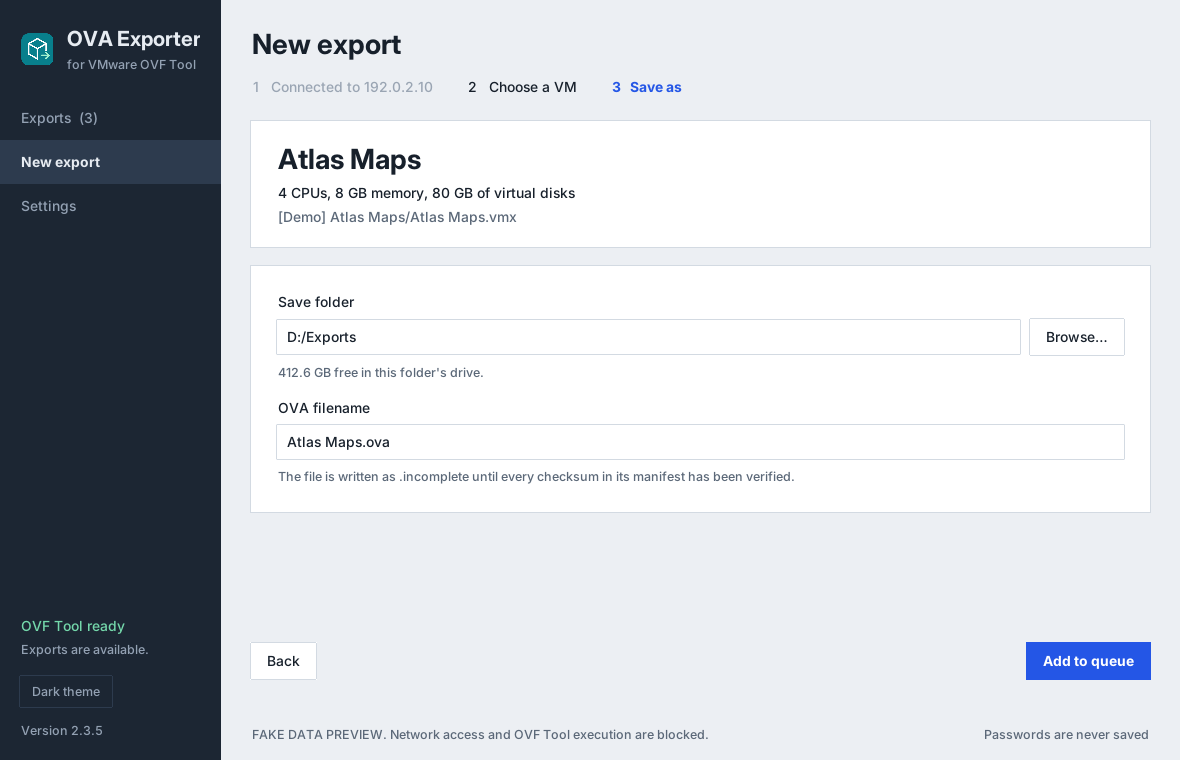 OVA Exporter
for VMware OVF Tool
Exports (3)
New export
Settings
OVF Tool ready
Exports are available.
Dark theme
Version 2.3.5
New export
1 Connected to 192.0.2.10 2 Choose a VM 3 Save as
Atlas Maps
4 CPUs, 8 GB memory, 80 GB of virtual disks
[Demo] Atlas Maps/Atlas Maps.vmx
Save folder
D:/Exports Browse...
412.6 GB free in this folder's drive.
OVA filename
Atlas Maps.ova
The file is written as .incomplete until every checksum in its manifest has been verified.
Back Add to queue
FAKE DATA PREVIEW. Network access and OVF Tool execution are blocked. Passwords are never saved